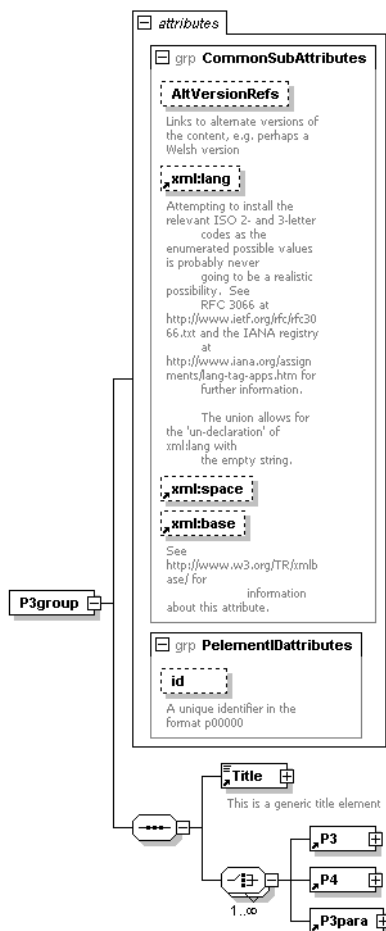 attributes
grp CommonSubAttributes
AltVersionRefs
Links to alternate versions of
the content, e.g. perhaps a
Welsh version
xml:lang
Attempting to install the
relevant ISO 2- and 3-letter
codes as the
enumerated possible values
is probably never
going to be a realistic
possibility. See
RFC 3066 at
http://www.ietf.org/rfc/rfc30
66.txt and the IANA registry
at
http://www.iana.org/assign
ments/lang-tag-apps.htm for
further information.
The union allows for
the 'un-declaration' of
xml:lang with
the empty string.
xml:space
xml:base
See
http://www.w3.org/TR/xmlb
ase/ for
information
about this attribute.
P3group
grp PelementIDattributes
id
A unique identifier in the
format p00000
Title
This is a generic title element
P3
P4
1..∞
P3para